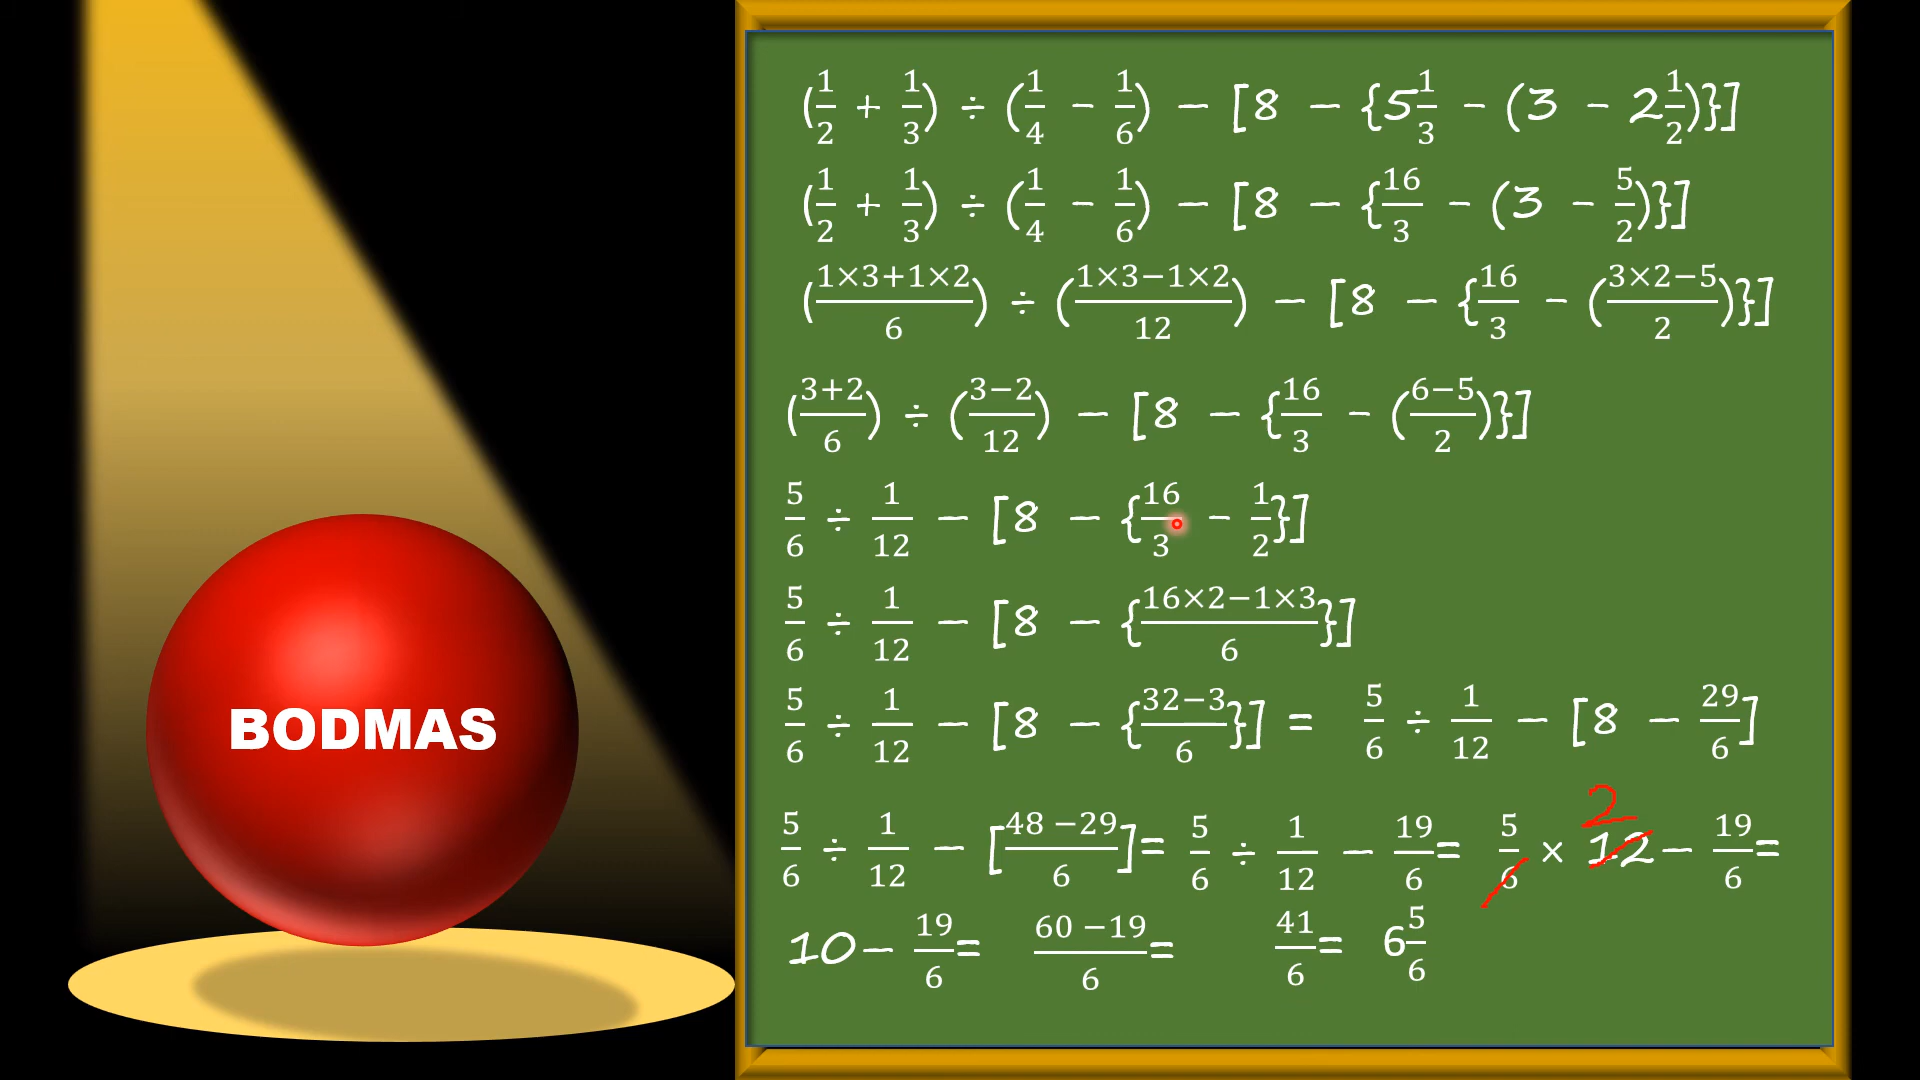 (1/2 + 1/3) ÷ (1/4 − 1/6) − [8 − {5 1/3 − (3 − 2 1/2)}]
(1/2 + 1/3) ÷ (1/4 − 1/6) − [8 − {16/3 − (3 − 5/2)}]
(1×3+1×2/6) ÷ (1×3−1×2/12) − [8 − {16/3 − (3×2−5/2)}]
(3+2/6) ÷ (3−2/12) − [8 − {16/3 − (6−5/2)}]
5/6 ÷ 1/12 − [8 − {16/3 − 1/2}]
5/6 ÷ 1/12 − [8 − {16×2−1×3/6}]
5/6 ÷ 1/12 − [8 − {32−3/6}] = 5/6 ÷ 1/12 − [8 − 29/6]
2
5/6 ÷ 1/12 − [48 −29/6]= 5/6 ÷ 1/12 − 19/6= 5/6 × 12− 19/6=
10− 19/6= 60 −19/6= 41/6= 6 5/6
BODMAS